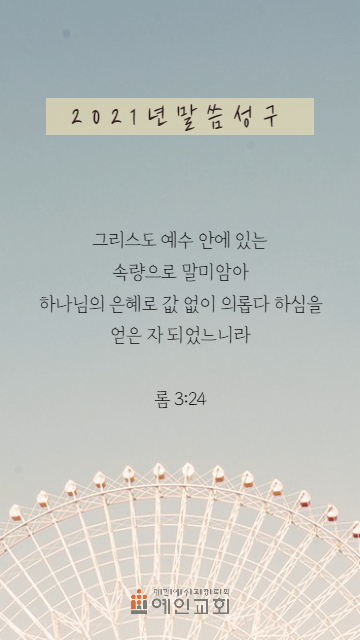 2021년말씀성구
그리스도 예수 안에 있는
속량으로 말미암아
하나님의 은혜로 값 없이 의롭다 하심을
얻은 자 되었느니라
롬 3:24
예인교회